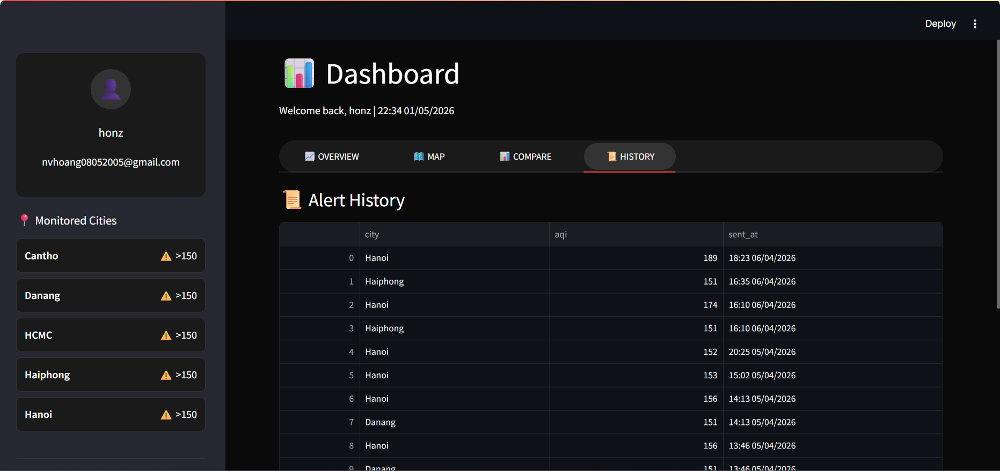 Deploy
honz
nvhoang08052005@gmail.com
Monitored Cities
Cantho >150
Danang >150
HCMC >150
Haiphong >150
Hanoi >150
Dashboard
Welcome back, honz | 22:34 01/05/2026
OVERVIEW MAP COMPARE HISTORY
Alert History
city aqi sent_at
0 Hanoi 189 18:23 06/04/2026
1 Haiphong 151 16:35 06/04/2026
2 Hanoi 174 16:10 06/04/2026
3 Haiphong 151 16:10 06/04/2026
4 Hanoi 152 20:25 05/04/2026
5 Hanoi 153 15:02 05/04/2026
6 Hanoi 156 14:13 05/04/2026
7 Danang 151 14:13 05/04/2026
8 Hanoi 156 13:46 05/04/2026
9 Danang 151 13:46 05/04/2026